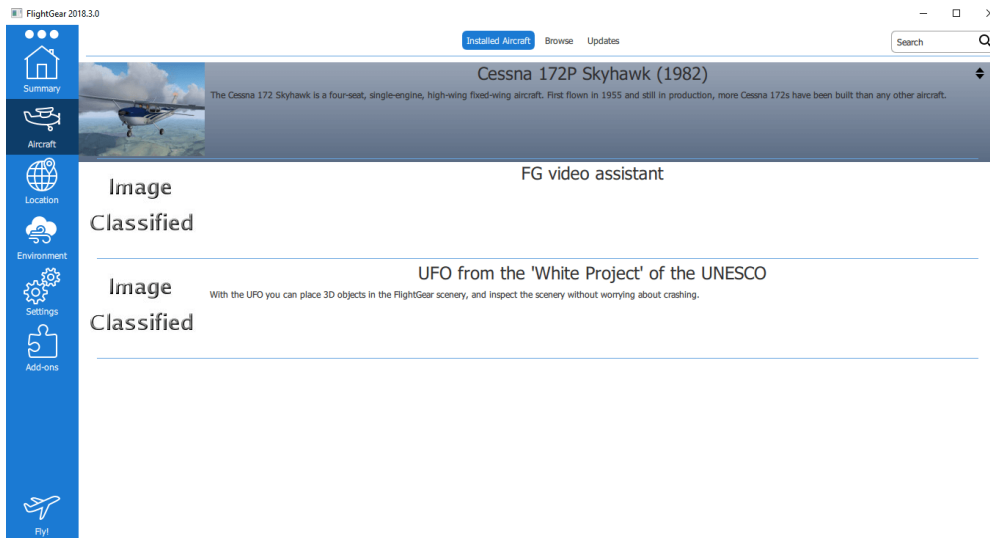 FlightGear 2018.3.0
Installed Aircraft
Browse
Updates
Search
Summary
Aircraft
Location
Environment
Settings
Add-ons
Fly!
Cessna 172P Skyhawk (1982)
The Cessna 172 Skyhawk is a four-seat, single-engine, high-wing fixed-wing aircraft. First flown in 1955 and still in production, more Cessna 172s have been built than any other aircraft.
Image
Classified
FG video assistant
Image
Classified
UFO from the 'White Project' of the UNESCO
With the UFO you can place 3D objects in the FlightGear scenery, and inspect the scenery without worrying about crashing.